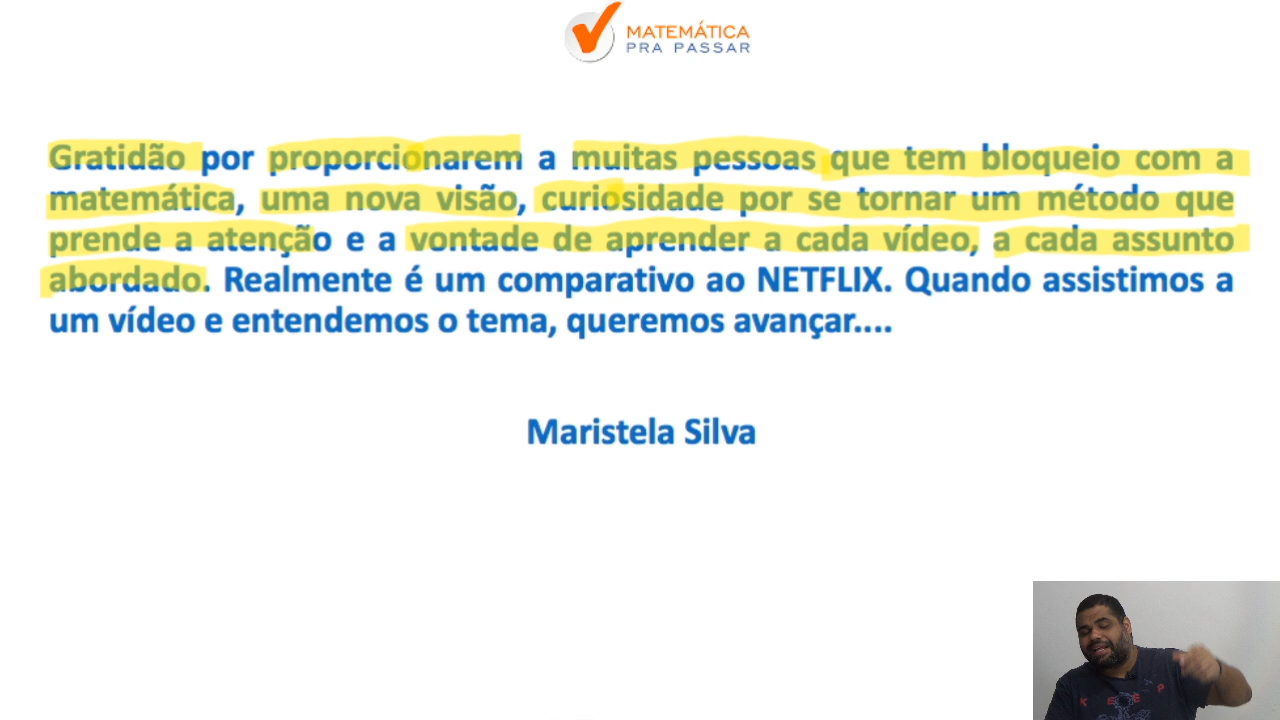 MATEMÁTICA
PRA PASSAR
Gratidão por proporcionarem a muitas pessoas que tem bloqueio com a
matemática, uma nova visão, curiosidade por se tornar um método que
prende a atenção e a vontade de aprender a cada vídeo, a cada assunto
abordado. Realmente é um comparativo ao NETFLIX. Quando assistimos a
um vídeo e entendemos o tema, queremos avançar....
Maristela Silva